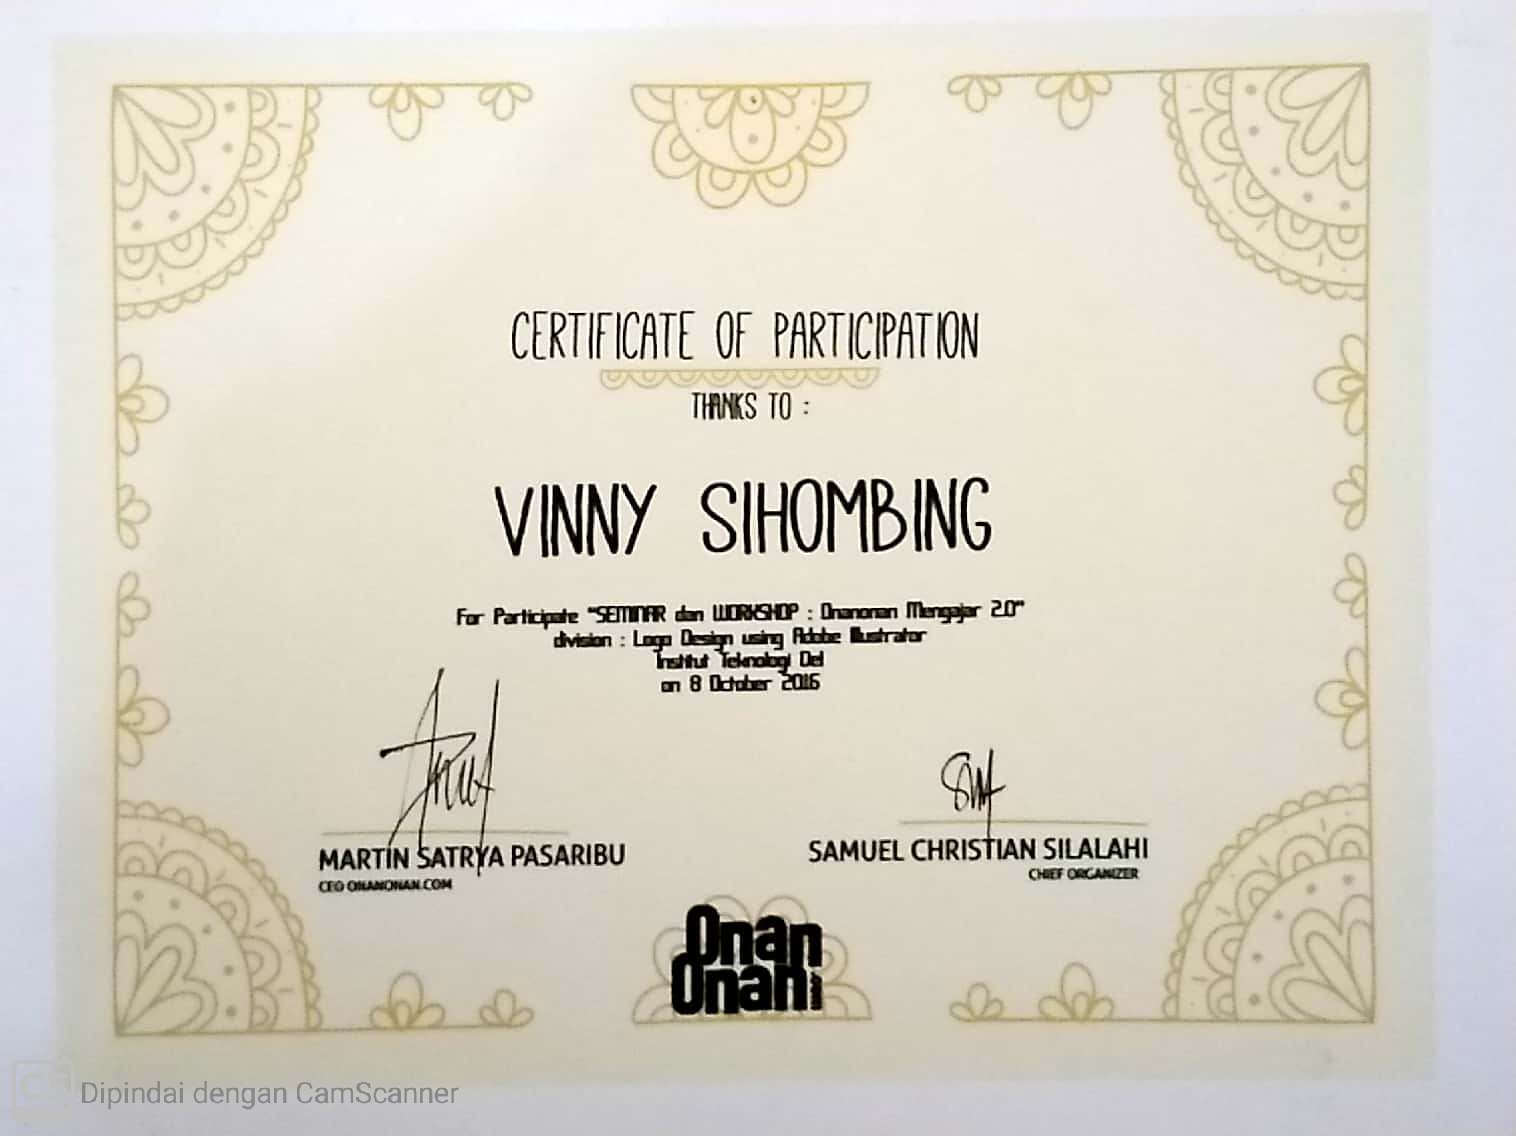 CERTIFICATE OF PARTICIPATION
THANKS TO :
VINNY SIHOMBING
For Participate "SEMINAR dan WORKSHOP : Onanonan Mengajar 2.0"
division : Logo Design using Adobe Illustrator
Institut Teknologi Del
on 8 October 2016
MARTIN SATRYA PASARIBU
CEO ONANONAN.COM
SAMUEL CHRISTIAN SILALAHI
CHIEF ORGANIZER
Onan
Onan
CS Dipindai dengan CamScanner